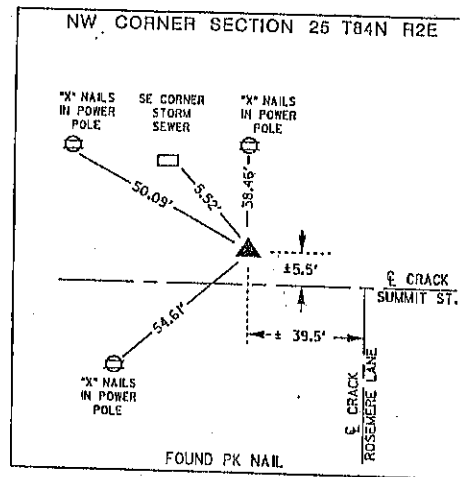 NW CORNER SECTION 25 T84N R2E
"X" NAILS
IN POWER
POLE
SE CORNER
STORM
SEWER
"X" NAILS
IN POWER
POLE
50.09'
5.52'
38.46'
±5.5'
℄ CRACK
SUMMIT ST.
54.61'
± 39.5'
"X" NAILS
IN POWER
POLE
℄ CRACK
ROSEMERE LANE
FOUND PK NAIL